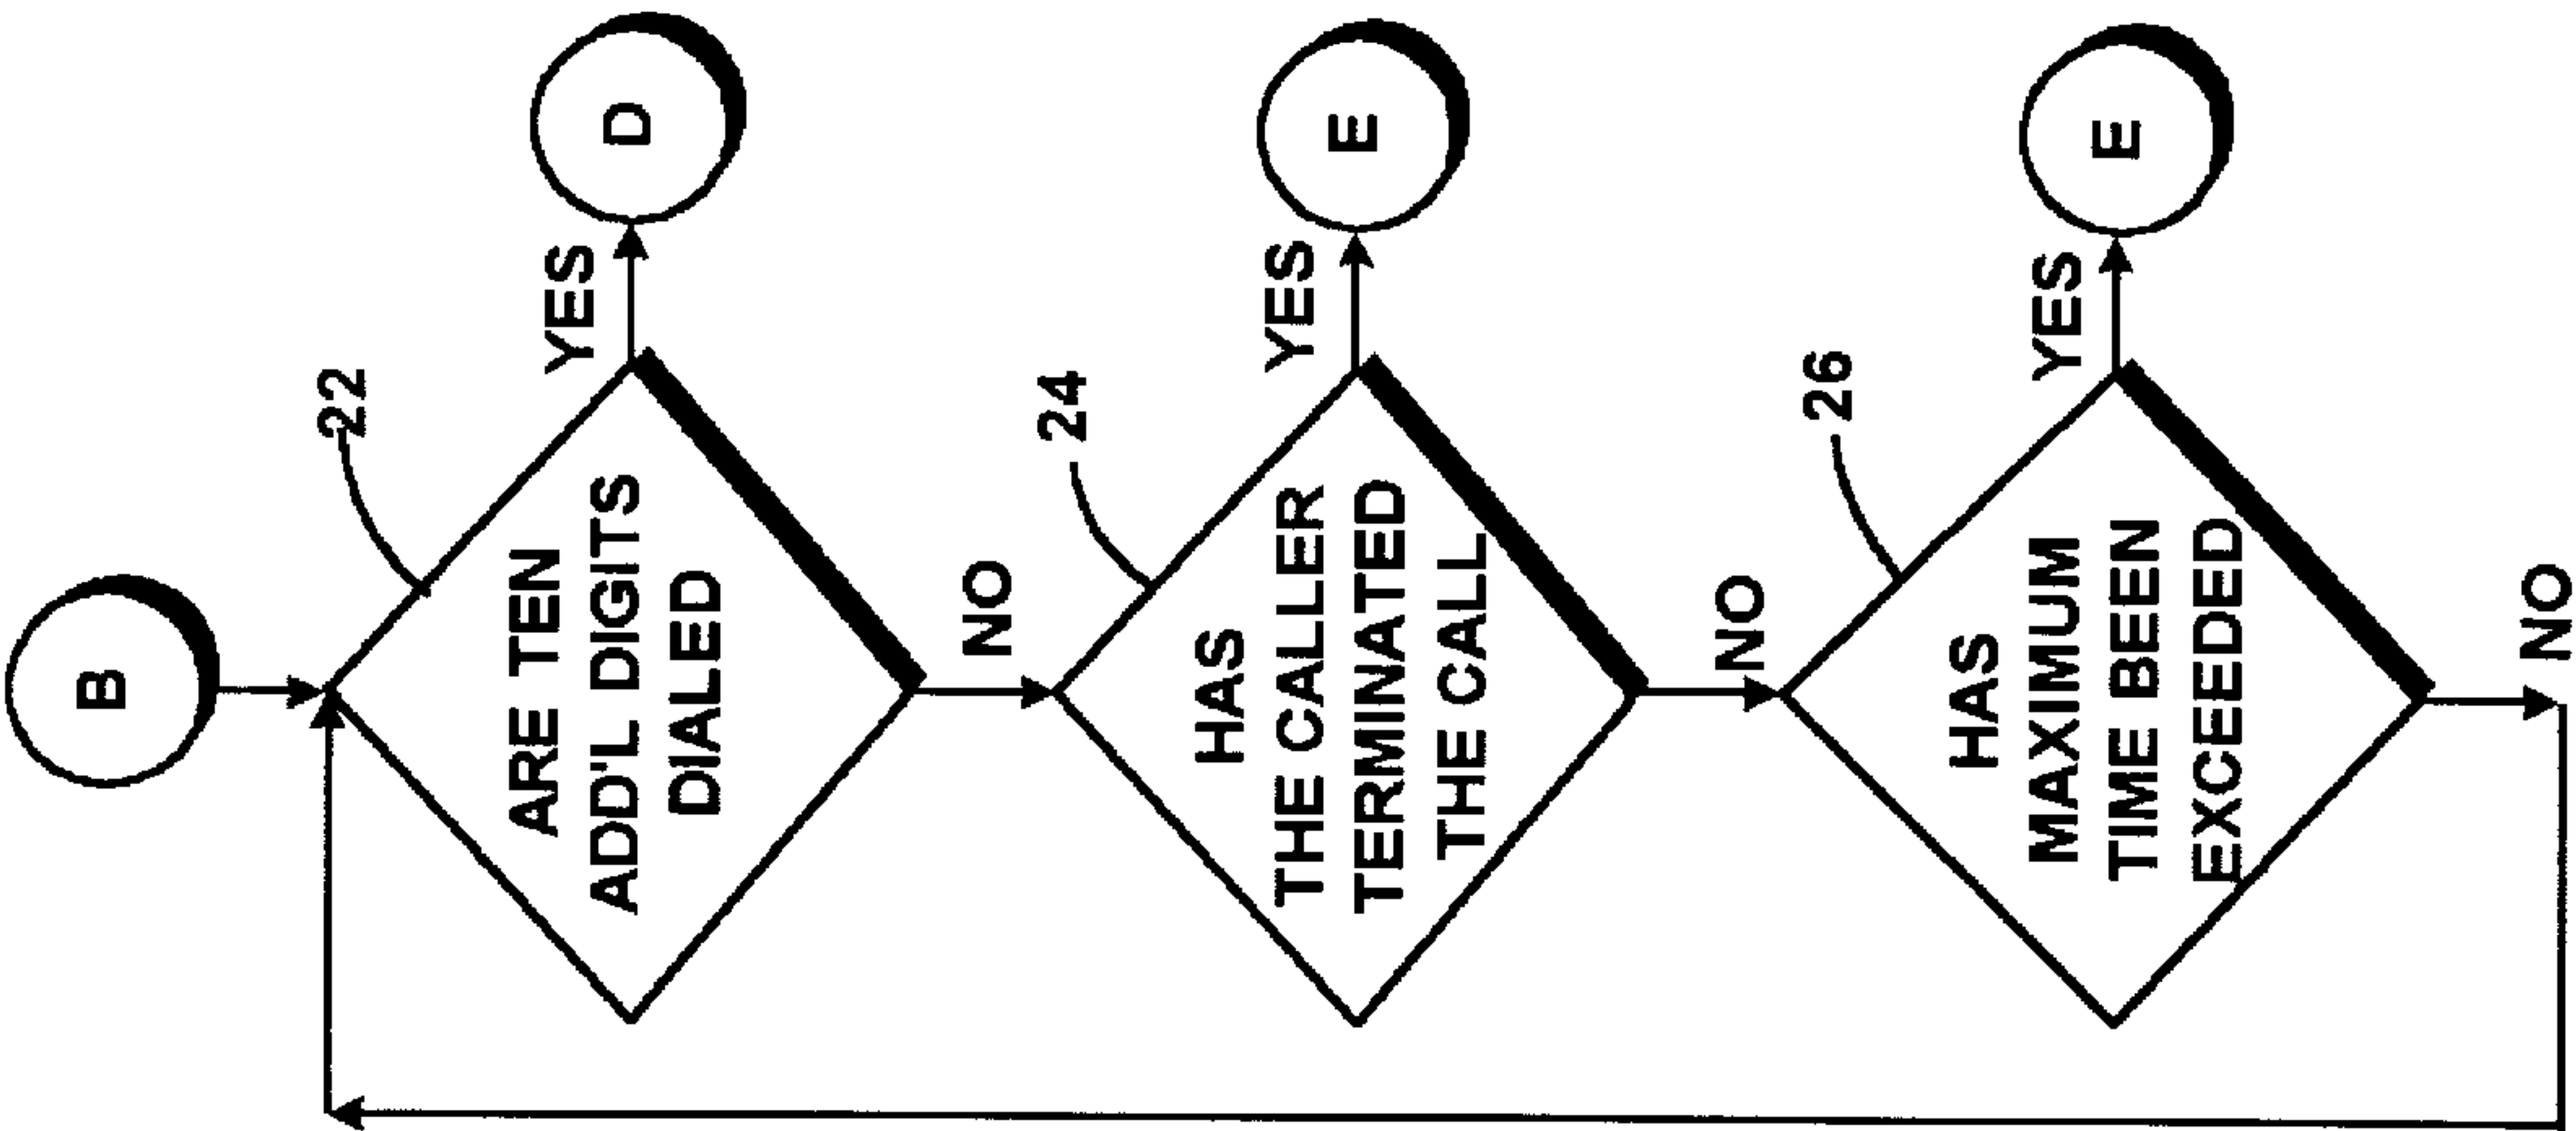 B
22
ARE TEN
ADD'L DIGITS
DIALED
YES
D
NO
24
HAS
THE CALLER
TERMINATED
THE CALL
YES
E
NO
26
HAS
MAXIMUM
TIME BEEN
EXCEEDED
YES
E
NO